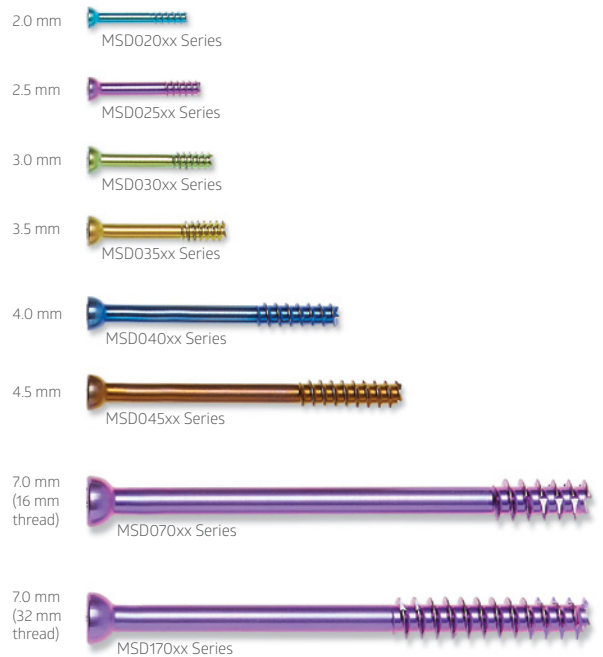 2.0 mm
MSD020xx Series
2.5 mm
MSD025xx Series
3.0 mm
MSD030xx Series
3.5 mm
MSD035xx Series
4.0 mm
MSD040xx Series
4.5 mm
MSD045xx Series
7.0 mm
(16 mm
thread)
MSD070xx Series
7.0 mm
(32 mm
thread)
MSD170xx Series